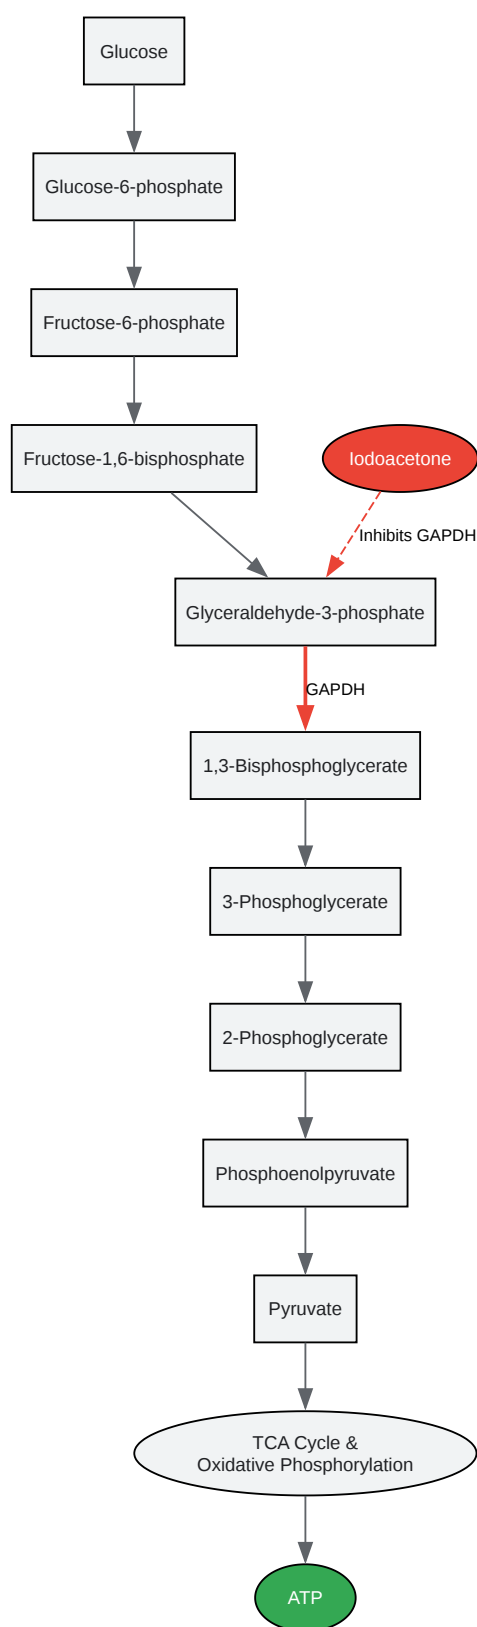 Glucose
Glucose-6-phosphate
Fructose-6-phosphate
Fructose-1,6-bisphosphate
Iodoacetone
Inhibits GAPDH
Glyceraldehyde-3-phosphate
GAPDH
1,3-Bisphosphoglycerate
3-Phosphoglycerate
2-Phosphoglycerate
Phosphoenolpyruvate
Pyruvate
TCA Cycle &
Oxidative Phosphorylation
ATP